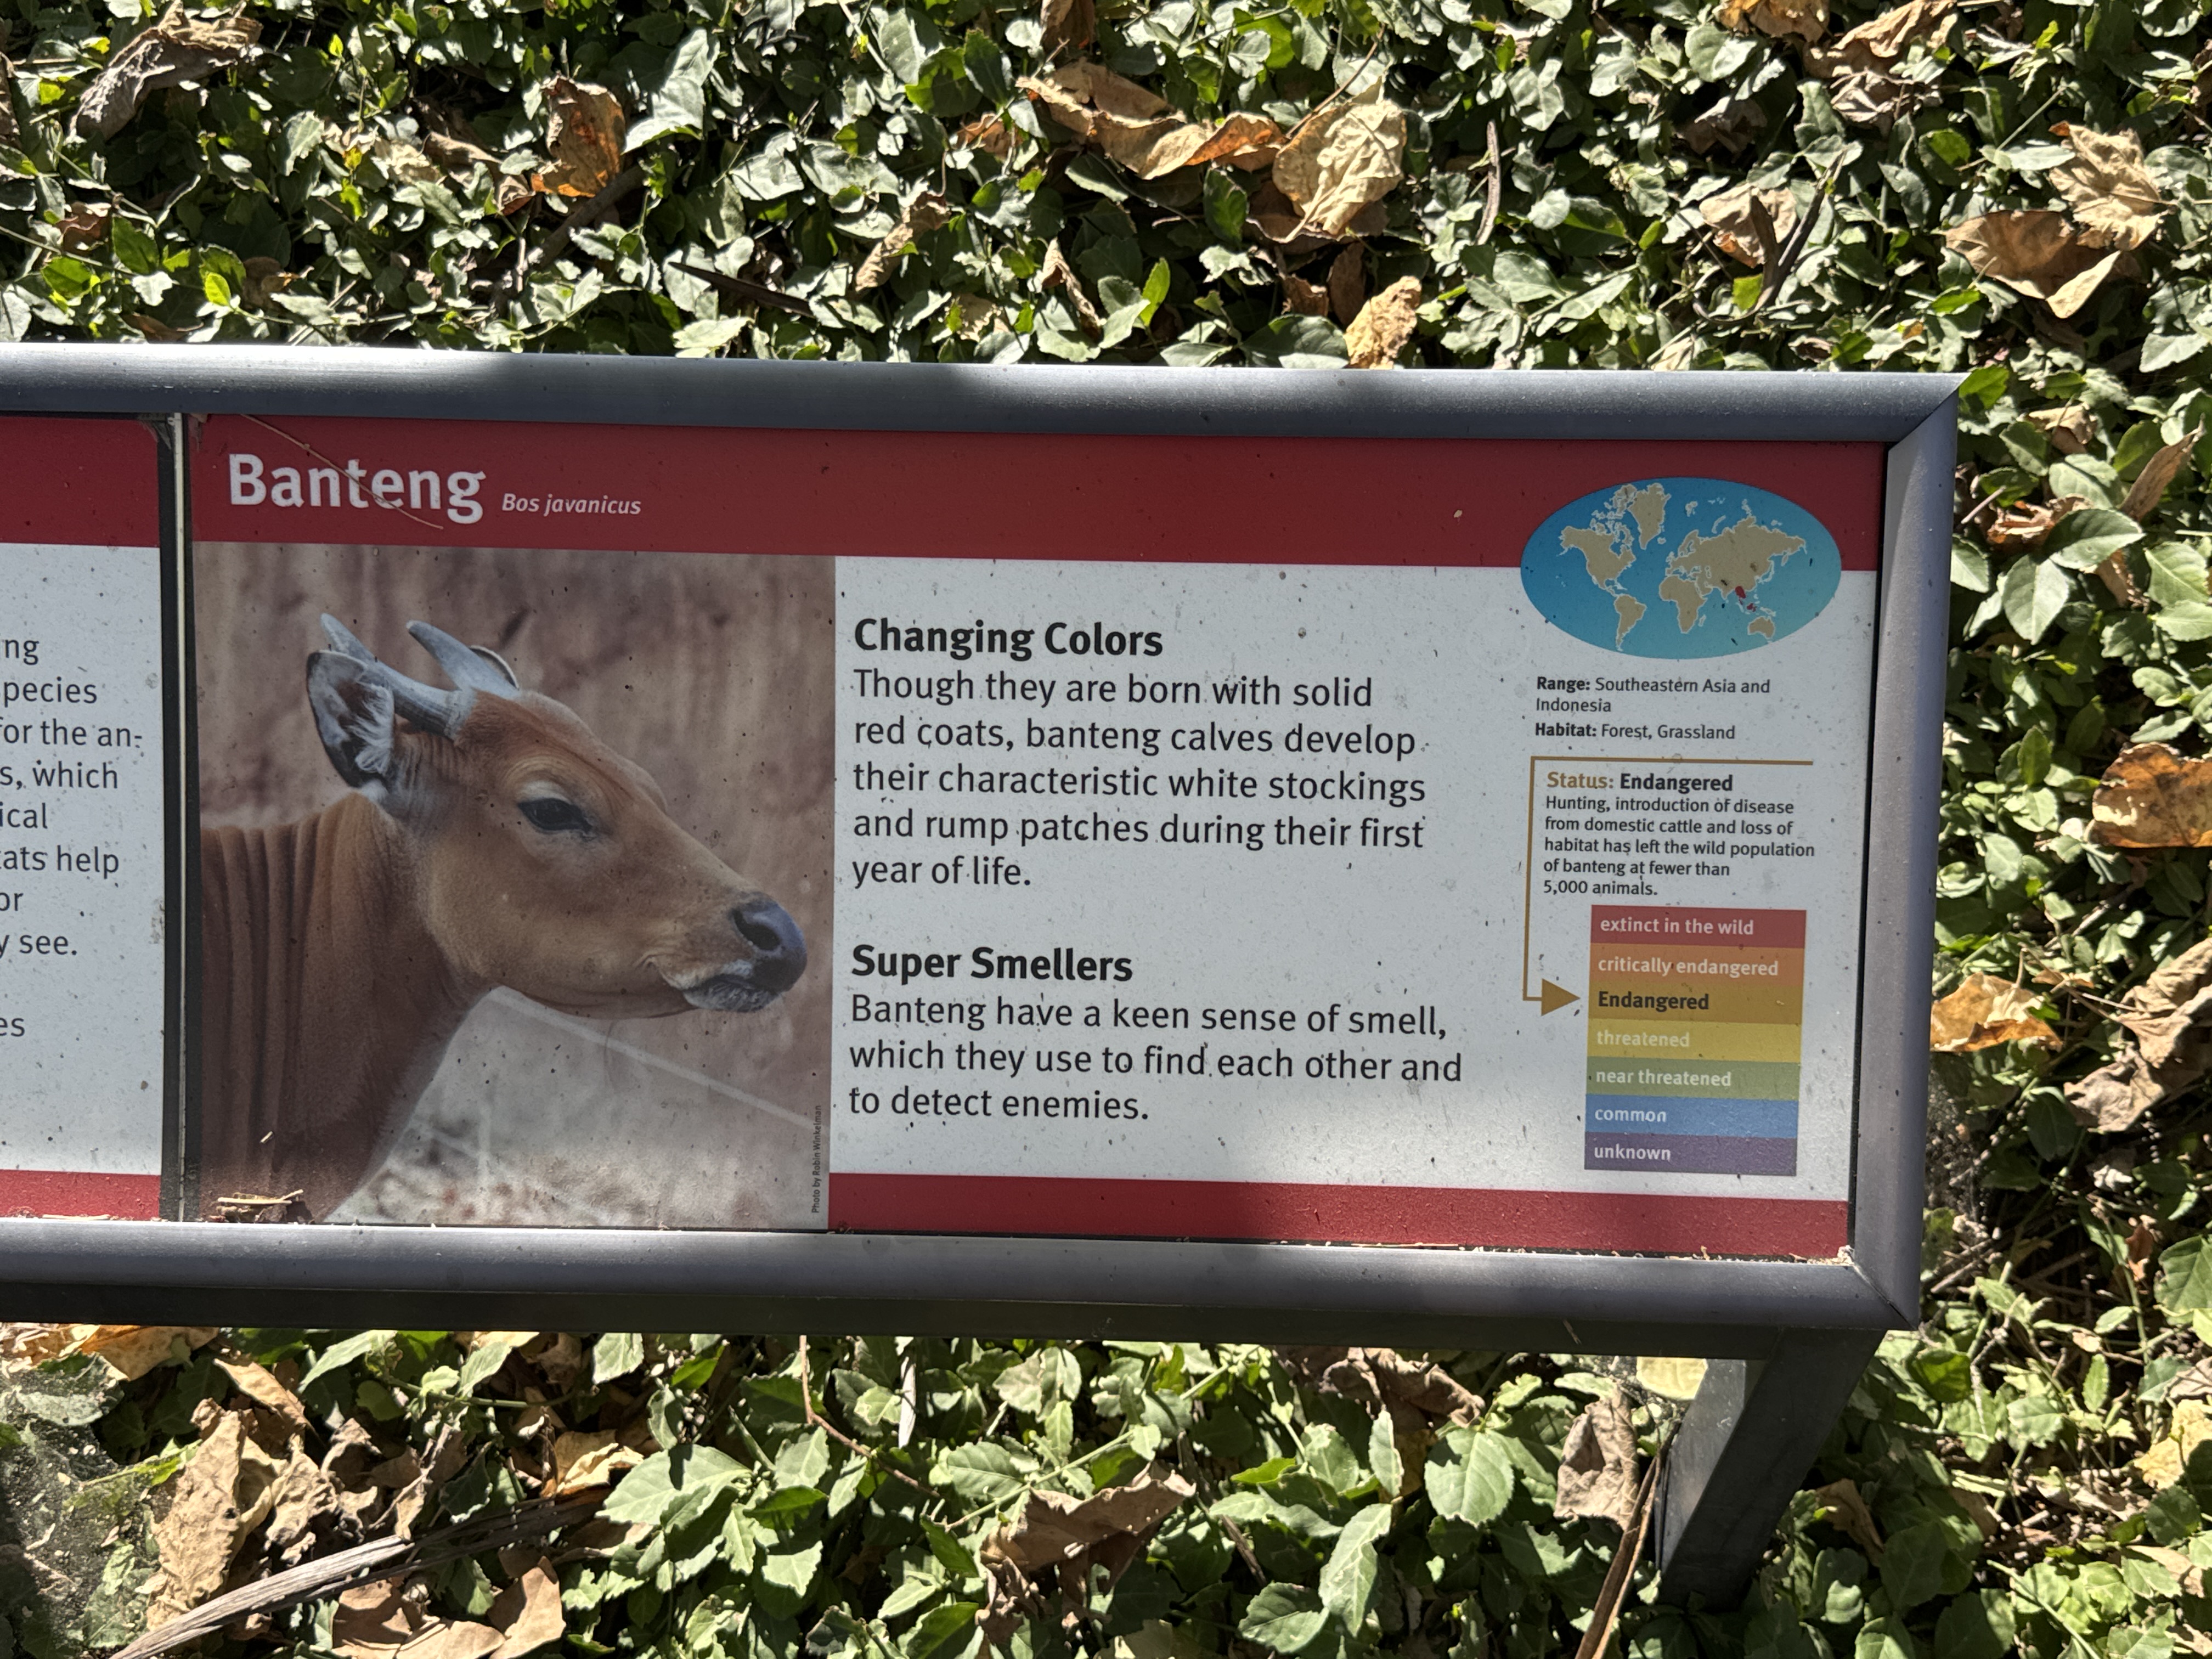 ng
pecies
for the an-
s, which
ical
ats help
or
y see.
es
Banteng Bos javanicus
Photo by Robin Winkelman
Changing Colors
Though they are born with solid
red coats, banteng calves develop
their characteristic white stockings
and rump patches during their first
year of life.
Super Smellers
Banteng have a keen sense of smell,
which they use to find each other and
to detect enemies.
Range: Southeastern Asia and
Indonesia
Habitat: Forest, Grassland
Status: Endangered
Hunting, introduction of disease
from domestic cattle and loss of
habitat has left the wild population
of banteng at fewer than
5,000 animals.
extinct in the wild
critically endangered
Endangered
threatened
near threatened
common
unknown